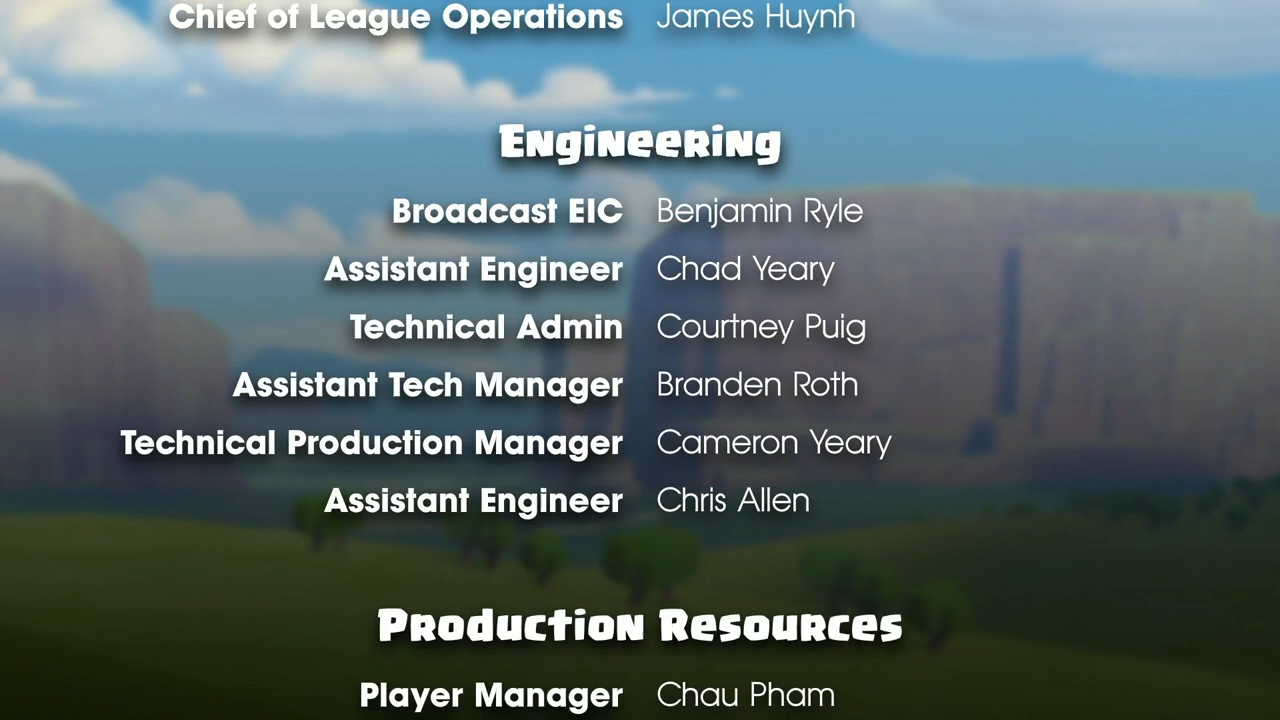 Chief of League Operations James Huynh
Engineering
Broadcast EIC Benjamin Ryle
Assistant Engineer Chad Yeary
Technical Admin Courtney Puig
Assistant Tech Manager Branden Roth
Technical Production Manager Cameron Yeary
Assistant Engineer Chris Allen
Production Resources
Player Manager Chau Pham